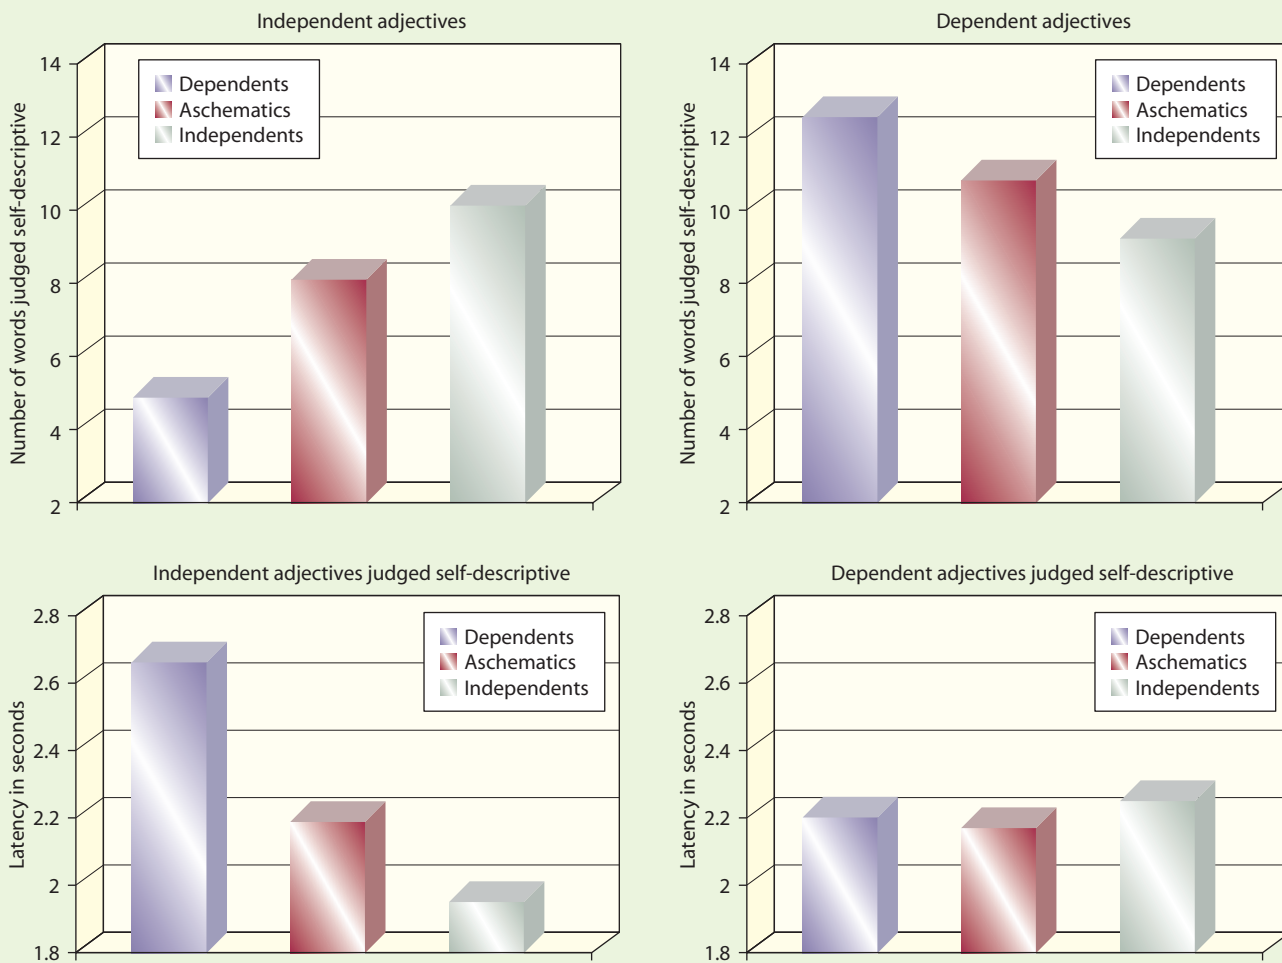 Independent adjectives
Number of words judged self-descriptive
14
12
10
8
6
4
2
Dependents
Aschematics
Independents
Dependent adjectives
Number of words judged self-descriptive
14
12
10
8
6
4
2
Dependents
Aschematics
Independents
Independent adjectives judged self-descriptive
Latency in seconds
2.8
2.6
2.4
2.2
2
1.8
Dependents
Aschematics
Independents
Dependent adjectives judged self-descriptive
Latency in seconds
2.8
2.6
2.4
2.2
2
1.8
Dependents
Aschematics
Independents